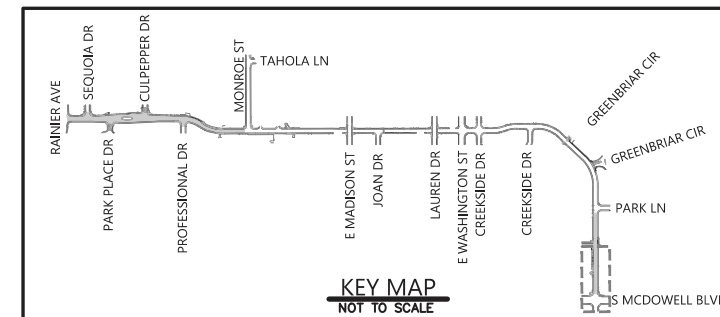 RAINIER AVE
SEQUOIA DR
PARK PLACE DR
CULPEPPER DR
PROFESSIONAL DR
MONROE ST
TAHOLA LN
E MADISON ST
JOAN DR
LAUREN DR
E WASHINGTON ST
CREEKSIDE DR
CREEKSIDE DR
GREENBRIAR CIR
GREENBRIAR CIR
PARK LN
S MCDOWELL BLV
KEY MAP
NOT TO SCALE